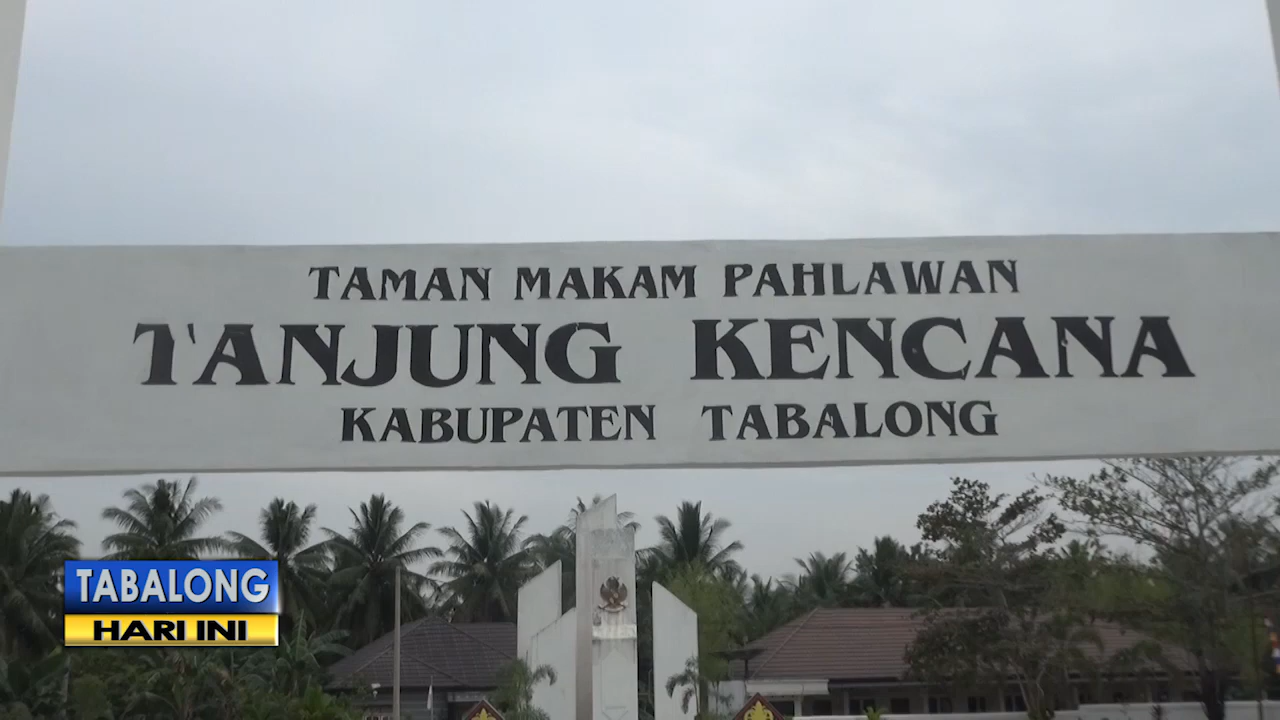 TAMAN MAKAM PAHLAWAN
TANJUNG KENCANA
KABUPATEN TABALONG
TABALONG
HARI INI